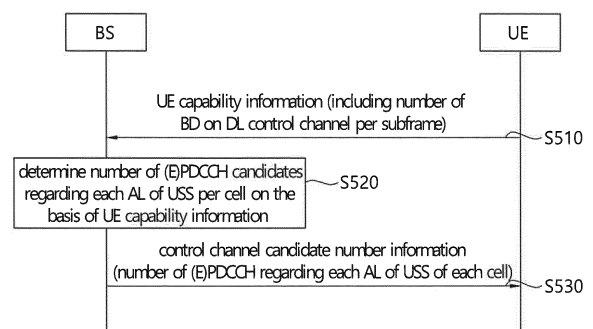 BS
UE
UE capability information (including number of
BD on DL control channel per subframe)
S510
determine number of (E)PDCCH candidates
regarding each AL of USS per cell on the
basis of UE capability information
S520
control channel candidate number information
(number of (E)PDCCH regarding each AL of USS of each cell)
S530